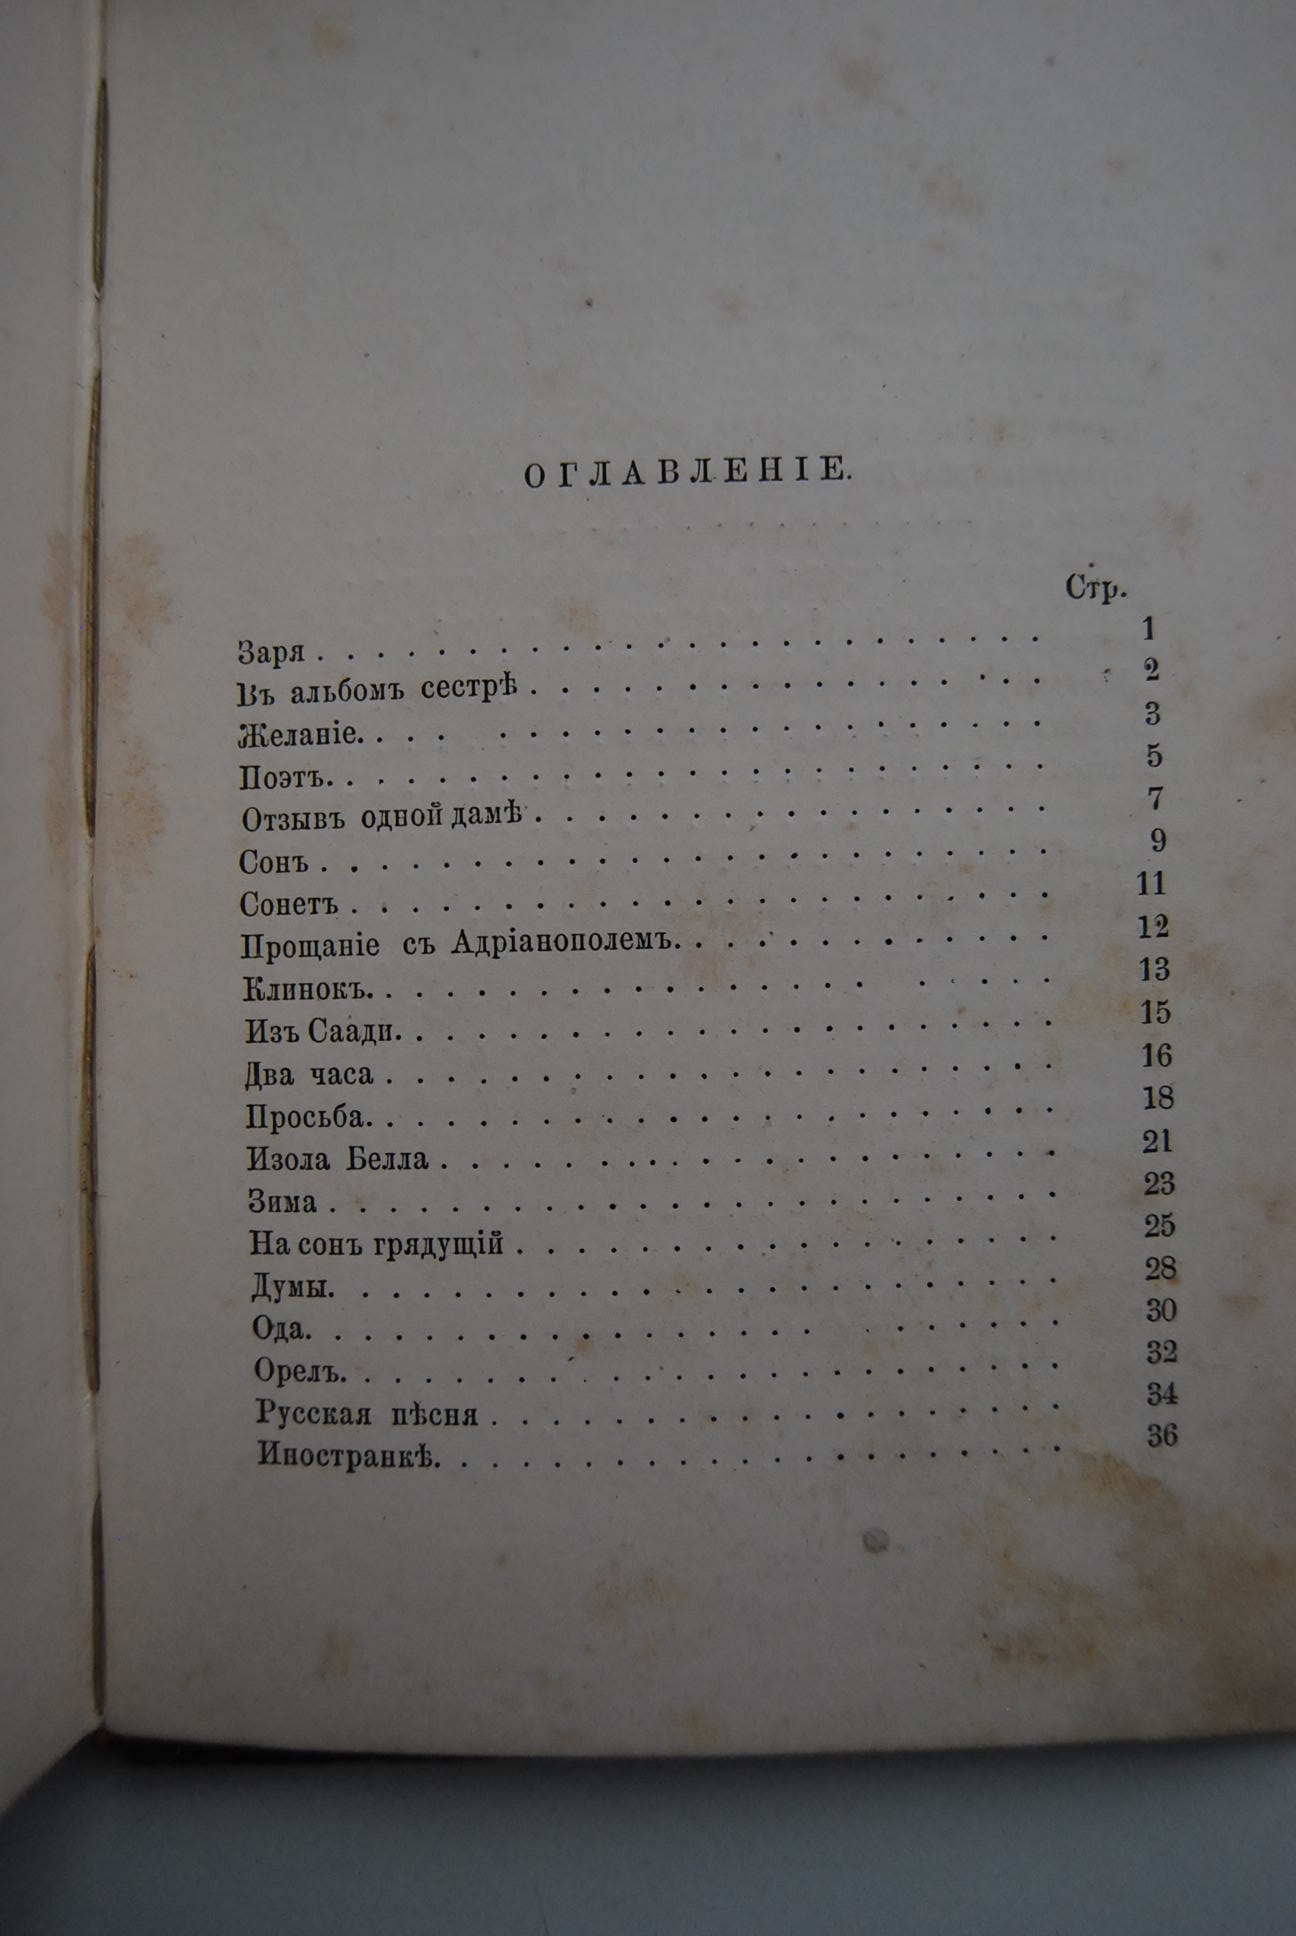 ОГЛАВЛЕНІЕ.
Стр.
Заря . . . . . . . . . . . . . . . . . . . . . . . 1
Въ альбомъ сестрѣ . . . . . . . . . . . . . . . . . 2
Желаніе. . . . . . . . . . . . . . . . . . . . . . 3
Поэтъ. . . . . . . . . . . . . . . . . . . . . . . 5
Отзывъ одной дамѣ . . . . . . . . . . . . . . . . . 7
Сонъ . . . . . . . . . . . . . . . . . . . . . . . 9
Сонетъ . . . . . . . . . . . . . . . . . . . . . . 11
Прощаніе съ Адріанополемъ. . . . . . . . . . . . . 12
Клинокъ. . . . . . . . . . . . . . . . . . . . . . 13
Изъ Саади. . . . . . . . . . . . . . . . . . . . . 15
Два часа . . . . . . . . . . . . . . . . . . . . . 16
Просьба. . . . . . . . . . . . . . . . . . . . . . 18
Изола Белла . . . . . . . . . . . . . . . . . . . . 21
Зима . . . . . . . . . . . . . . . . . . . . . . . 23
На сонъ грядущій . . . . . . . . . . . . . . . . . . 25
Думы. . . . . . . . . . . . . . . . . . . . . . . . 28
Ода. . . . . . . . . . . . . . . . . . . . . . . . 30
Орелъ. . . . . . . . . . . . . . . . . . . . . . . 32
Русская пѣсня . . . . . . . . . . . . . . . . . . . 34
Иностранкѣ. . . . . . . . . . . . . . . . . . . . . 36